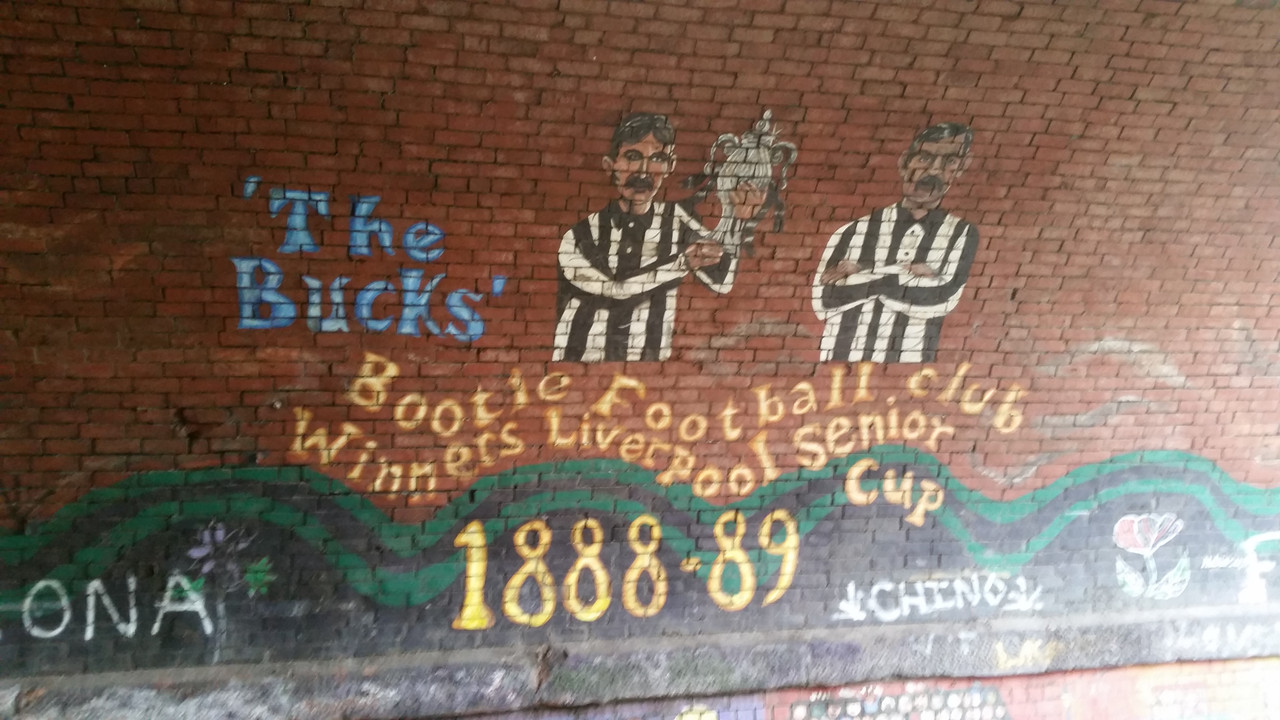 'The
Bucks'
Bootle Football club
Winners Liverpool Senior
Cup
1888-89
ONA
CHINO